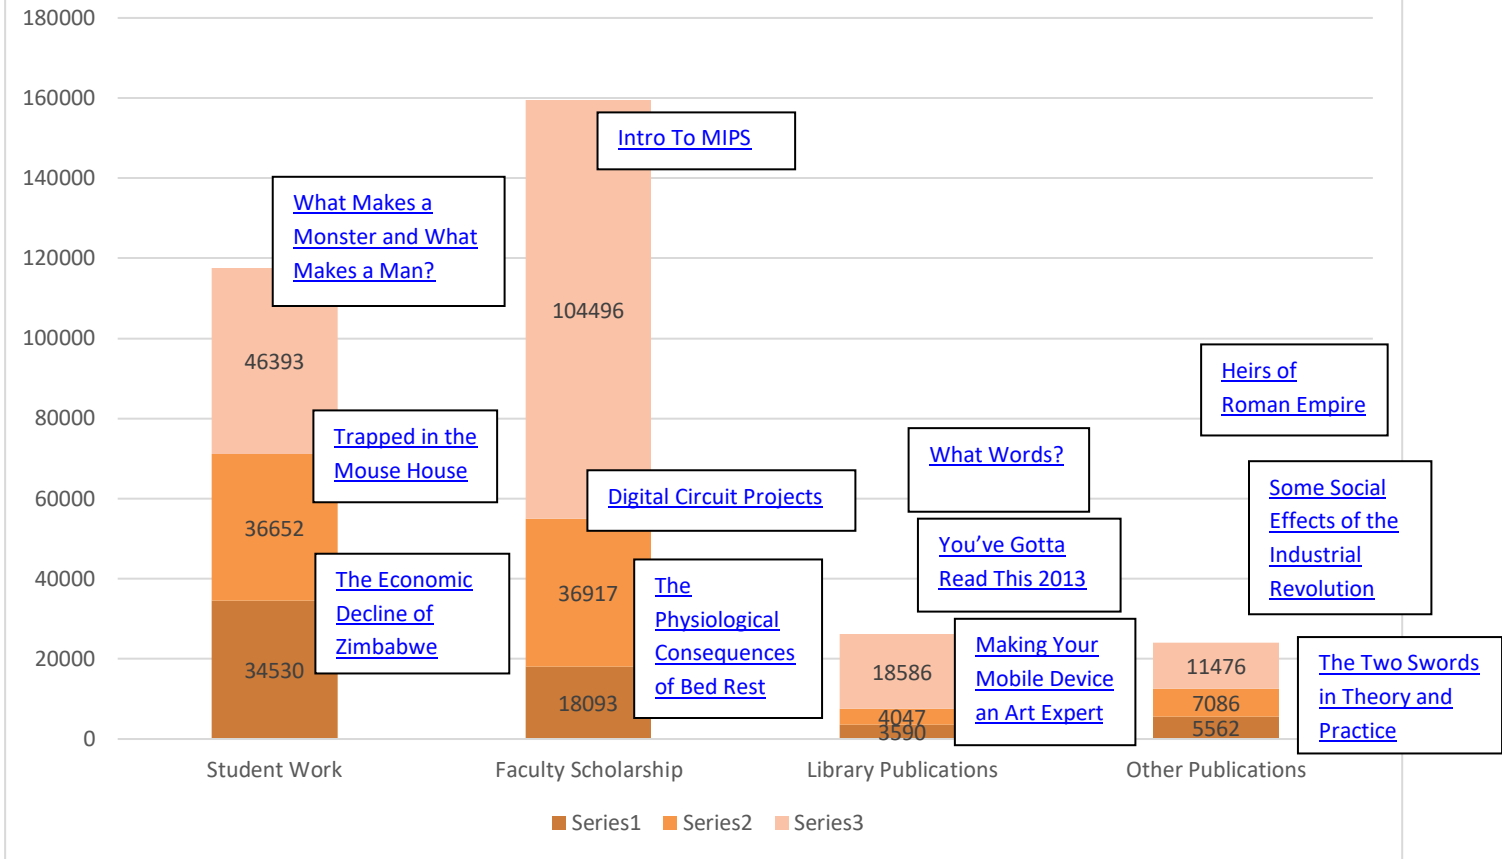 180000
160000
140000
120000
100000
80000
60000
40000
20000
0
Intro To MIPS
What Makes a
Monster and What
Makes a Man?
104496
46393
Heirs of
Roman Empire
Trapped in the
Mouse House
What Words?
Digital Circuit Projects
Some Social
Effects of the
Industrial
Revolution
36652
You've Gotta
Read This 2013
The Economic
Decline of
Zimbabwe
36917
The
Physiological
Consequences
of Bed Rest
34530
18093
18586
4047
3590
Making Your
Mobile Device
an Art Expert
11476
7086
5562
The Two Swords
in Theory and
Practice
Student Work
Faculty Scholarship
Library Publications
Other Publications
Series1
Series2
Series3